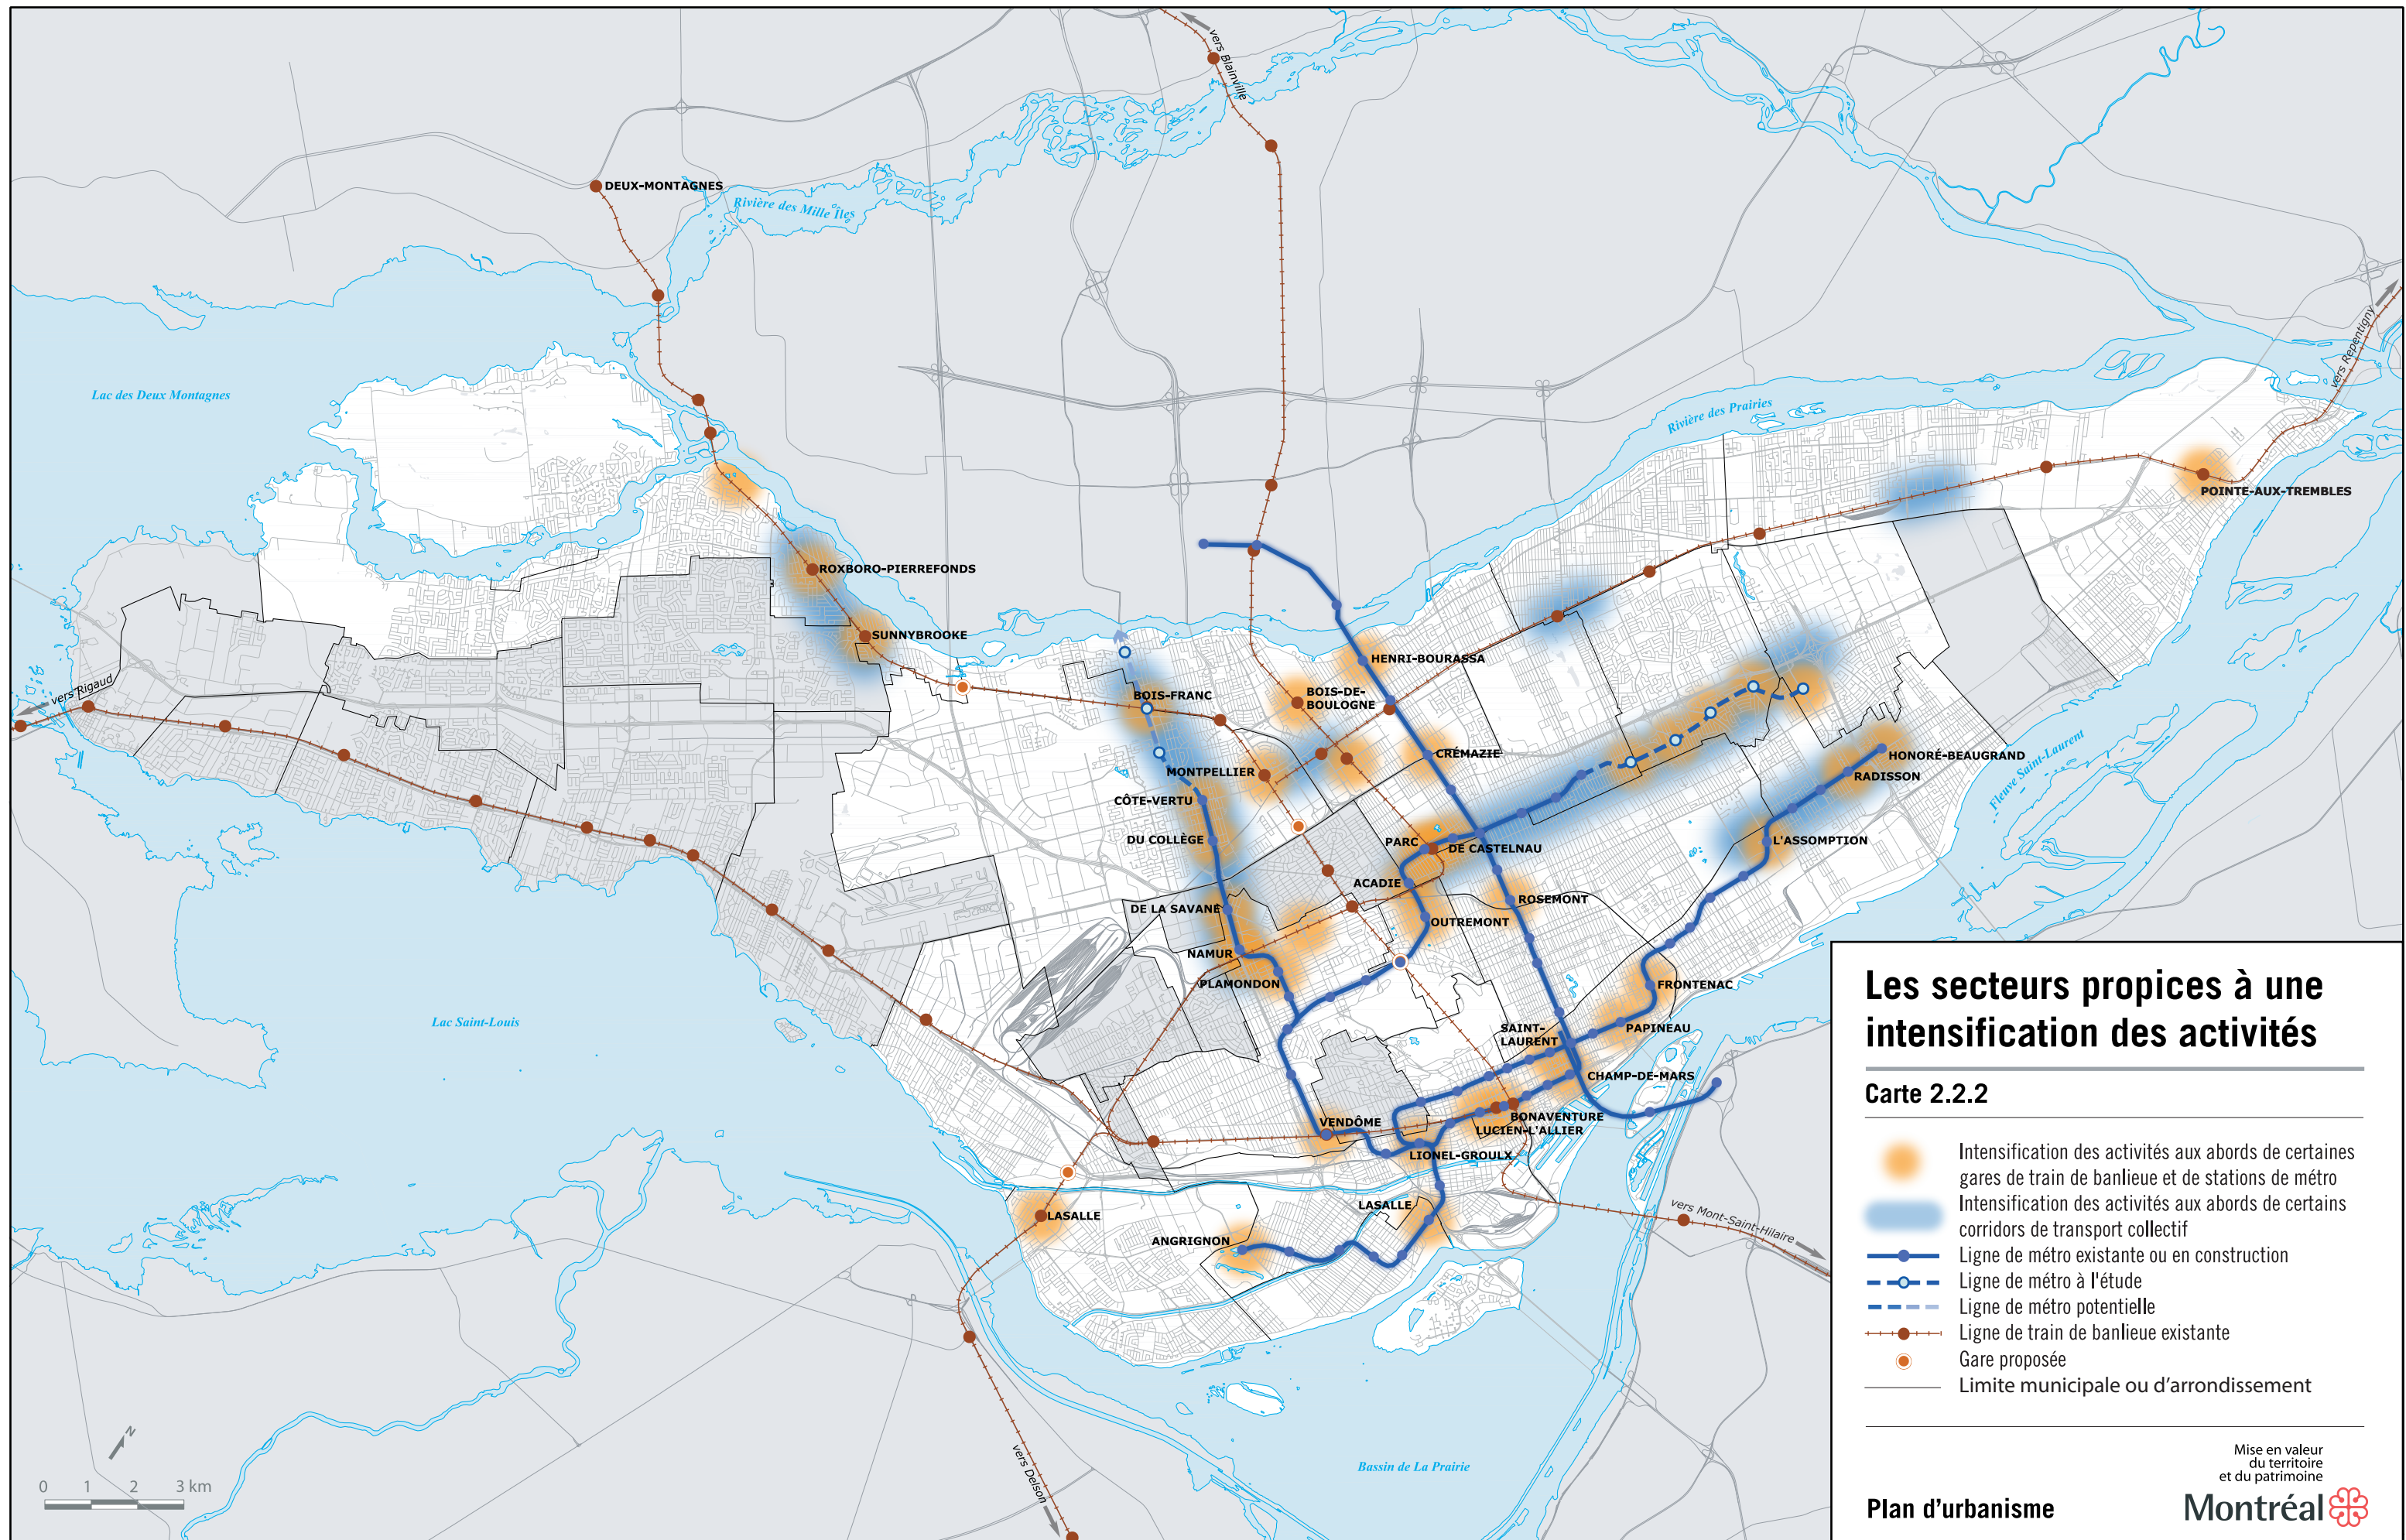 vers Blainville
DEUX-MONTAGNES
Rivière des Mille Îles
vers Repentigny
Lac des Deux Montagnes
Rivière des Prairies
POINTE-AUX-TREMBLES
ROXBORO-PIERREFONDS
SUNNYBROOKE
HENRI-BOURASSA
vers Rigaud
BOIS-FRANC
BOIS-DE-
BOULOGNE
CRÉMAZIE
HONORÉ-BEAUGRAND
MONTPELLIER
RADISSON
Fleuve Saint-Laurent
CÔTE-VERTU
DU COLLÈGE
PARC
DE CASTELNAU
L'ASSOMPTION
ACADIE
ROSEMONT
DE LA SAVANE
OUTREMONT
NAMUR
PLAMONDON
FRONTENAC
Lac Saint-Louis
SAINT-
LAURENT
PAPINEAU
CHAMP-DE-MARS
BONAVENTURE
VENDÔME
LUCIEN-L'ALLIER
LIONEL-GROULX
LASALLE
LASALLE
vers Mont-Saint-Hilaire
ANGRIGNON
vers Delson
Bassin de La Prairie
N
0 1 2 3 km
Les secteurs propices à une
intensification des activités
Carte 2.2.2
Intensification des activités aux abords de certaines
gares de train de banlieue et de stations de métro
Intensification des activités aux abords de certains
corridors de transport collectif
Ligne de métro existante ou en construction
Ligne de métro à l'étude
Ligne de métro potentielle
Ligne de train de banlieue existante
Gare proposée
Limite municipale ou d'arrondissement
Mise en valeur
du territoire
et du patrimoine
Plan d'urbanisme
Montréal